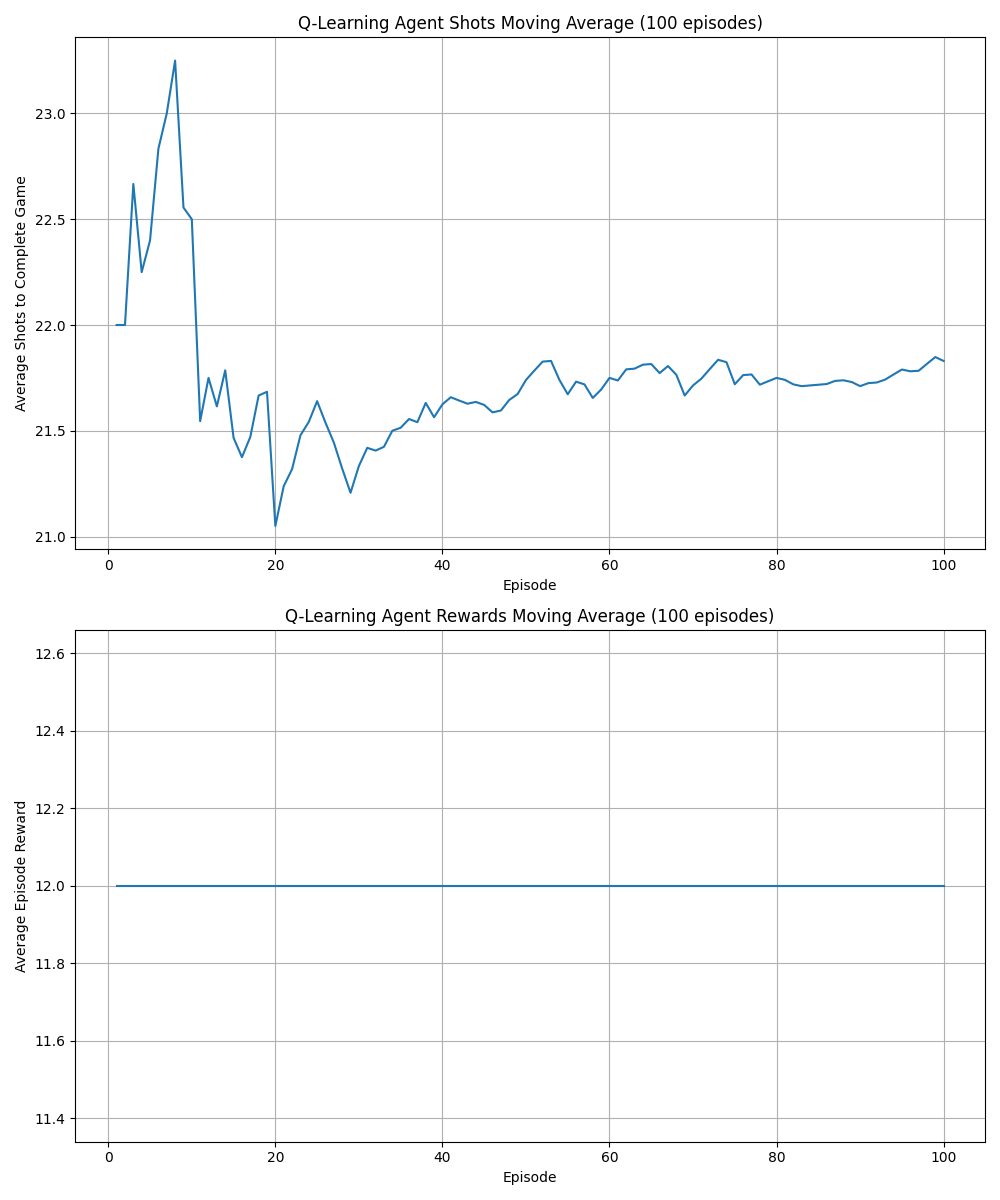 Q-Learning Agent Shots Moving Average (100 episodes)
Average Shots to Complete Game
23.0
22.5
22.0
21.5
21.0
0 20 40 60 80 100
Episode
Q-Learning Agent Rewards Moving Average (100 episodes)
Average Episode Reward
12.6
12.4
12.2
12.0
11.8
11.6
11.4
0 20 40 60 80 100
Episode